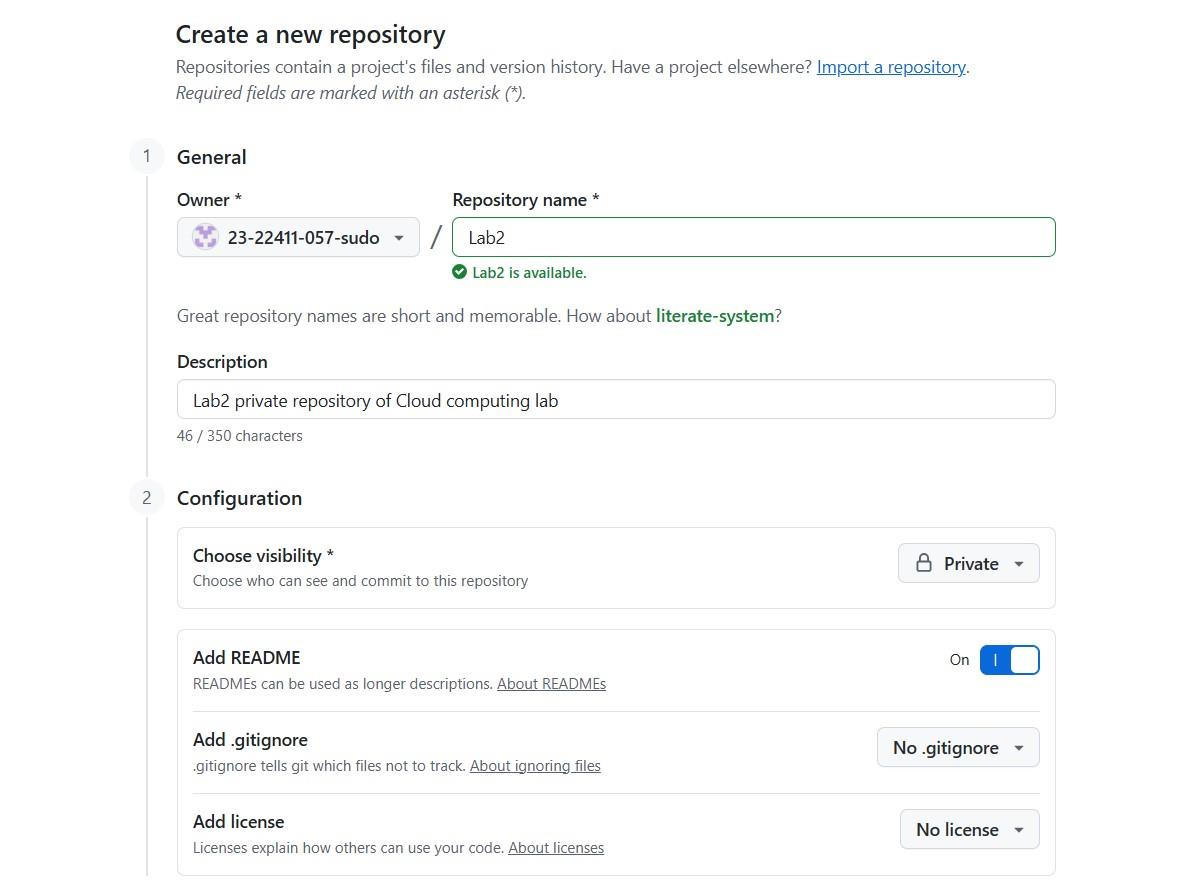 Create a new repository
Repositories contain a project's files and version history. Have a project elsewhere? Import a repository.
Required fields are marked with an asterisk (*).
1 General
Owner * Repository name *
23-22411-057-sudo / Lab2
Lab2 is available.
Great repository names are short and memorable. How about literate-system?
Description
Lab2 private repository of Cloud computing lab
46 / 350 characters
2 Configuration
Choose visibility *
Choose who can see and commit to this repository
Private
Add README
READMEs can be used as longer descriptions. About READMEs
On
Add .gitignore
.gitignore tells git which files not to track. About ignoring files
No .gitignore
Add license
Licenses explain how others can use your code. About licenses
No license